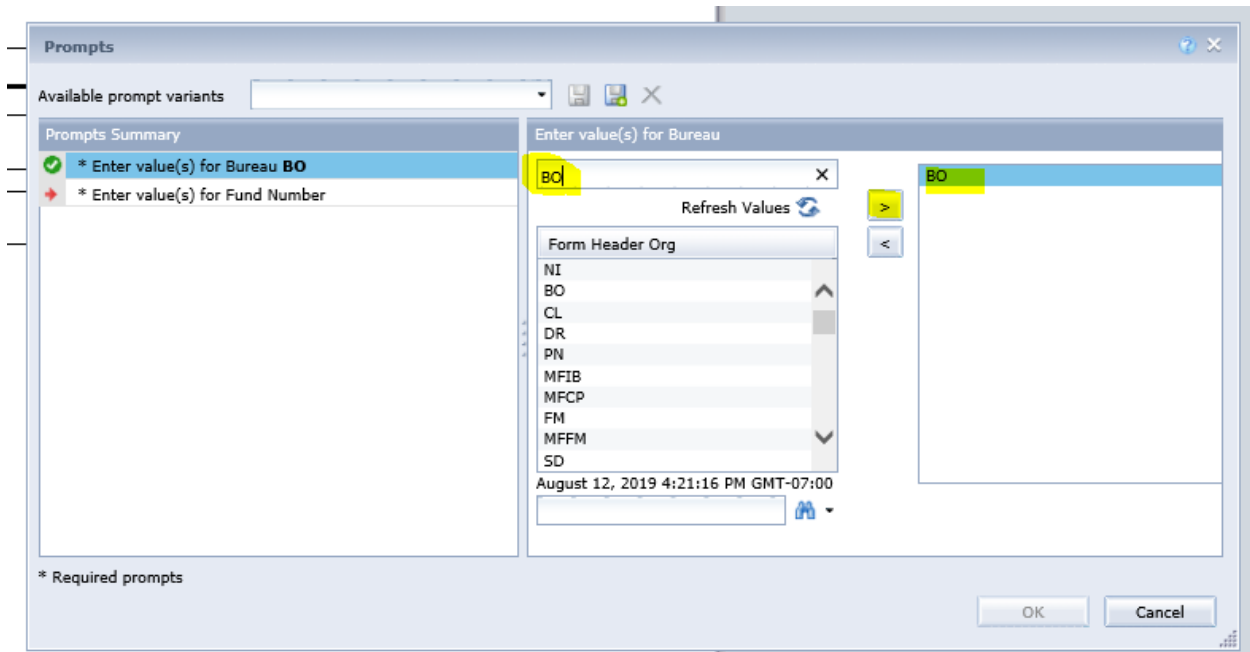 Prompts
Available prompt variants
Prompts Summary
* Enter value(s) for Bureau BO
* Enter value(s) for Fund Number
Enter value(s) for Bureau
BO
Refresh Values
>
<
BO
Form Header Org
NI
BO
CL
DR
PN
MFIB
MFCP
FM
MFFM
SD
August 12, 2019 4:21:16 PM GMT-07:00
* Required prompts
OK Cancel